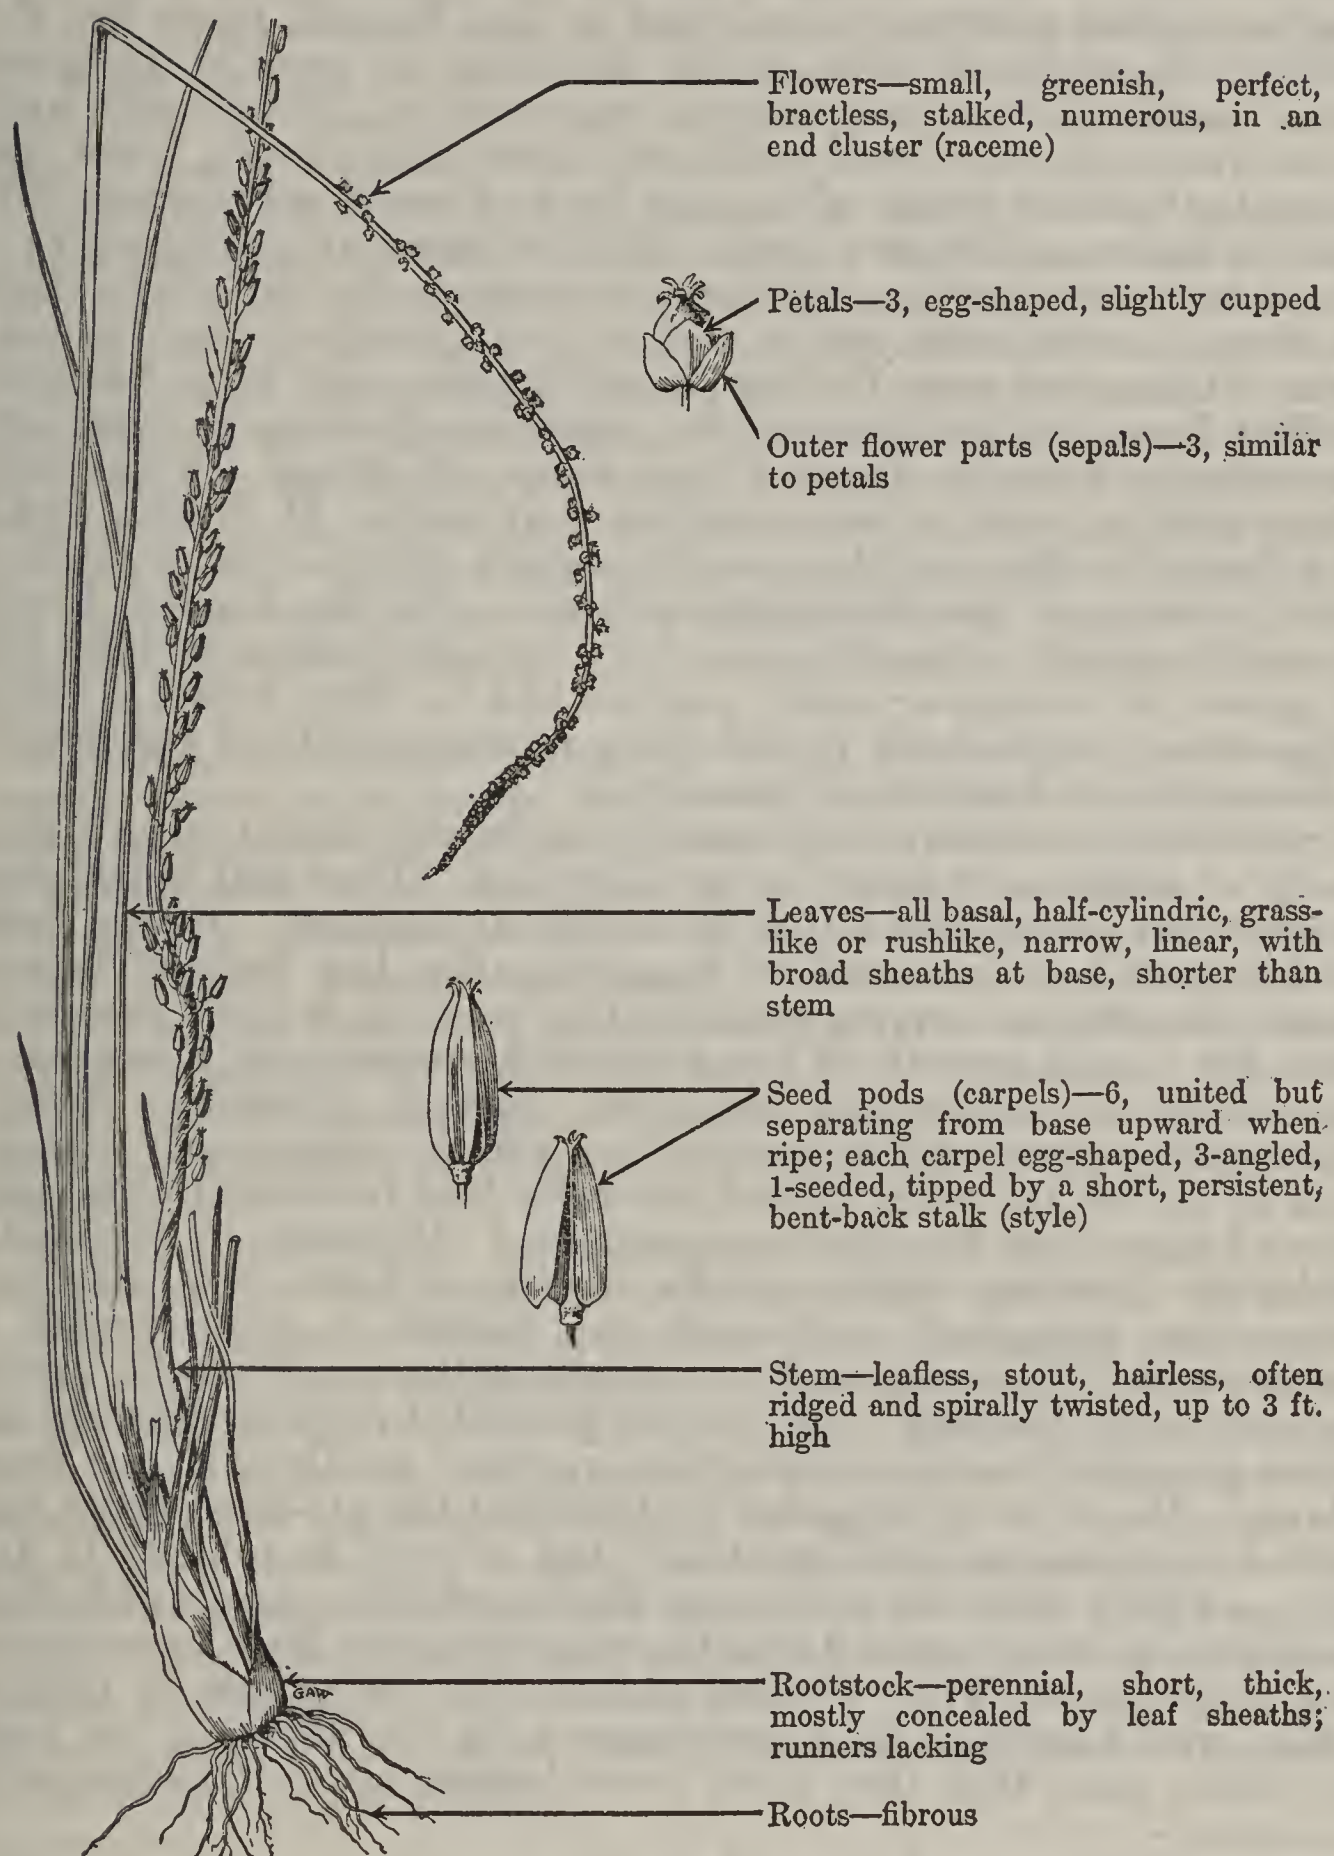 Flowers—small, greenish, perfect,
bractless, stalked, numerous, in an
end cluster (raceme)
Petals—3, egg-shaped, slightly cupped
Outer flower parts (sepals)—3, similar
to petals
Leaves—all basal, half-cylindric, grass-
like or rushlike, narrow, linear, with
broad sheaths at base, shorter than
stem
Seed pods (carpels)—6, united but
separating from base upward when
ripe; each carpel egg-shaped, 3-angled,
1-seeded, tipped by a short, persistent,
bent-back stalk (style)
Stem—leafless, stout, hairless, often
ridged and spirally twisted, up to 3 ft.
high
Rootstock—perennial, short, thick,
mostly concealed by leaf sheaths;
runners lacking
Roots—fibrous